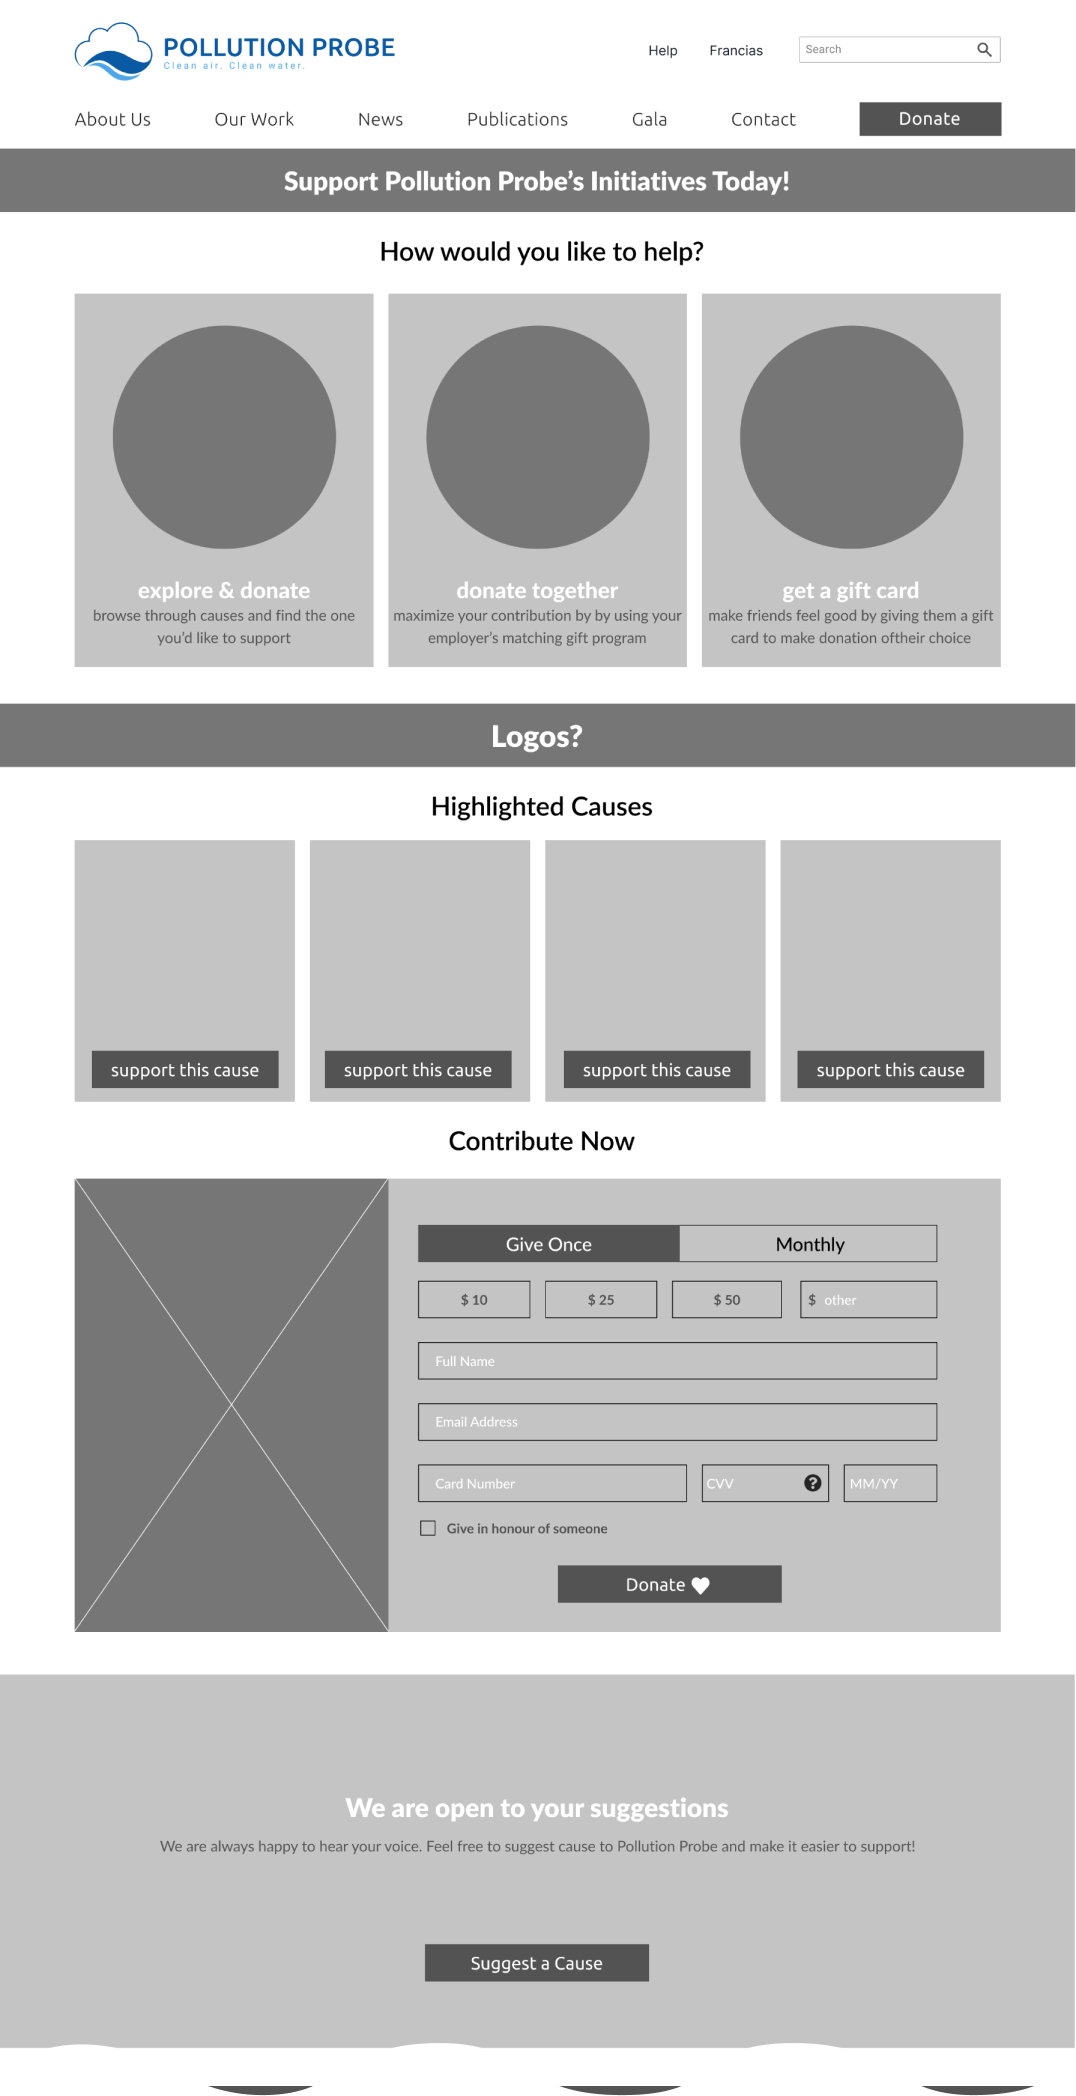 POLLUTION PROBE
Clean air. Clean water.
Help
Francias
Search
About Us
Our Work
News
Publications
Gala
Contact
Donate
Support Pollution Probe's Initiatives Today!
How would you like to help?
explore & donate
browse through causes and find the one
you'd like to support
donate together
maximize your contribution by by using your
employer's matching gift program
get a gift card
make friends feel good by giving them a gift
card to make donation oftheir choice
Logos?
Highlighted Causes
support this cause
support this cause
support this cause
support this cause
Contribute Now
Give Once
Monthly
$ 10
$ 25
$ 50
$ other
Full Name
Email Address
Card Number
CVV
?
MM/YY
Give in honour of someone
Donate
We are open to your suggestions
We are always happy to hear your voice. Feel free to suggest cause to Pollution Probe and make it easier to support!
Suggest a Cause